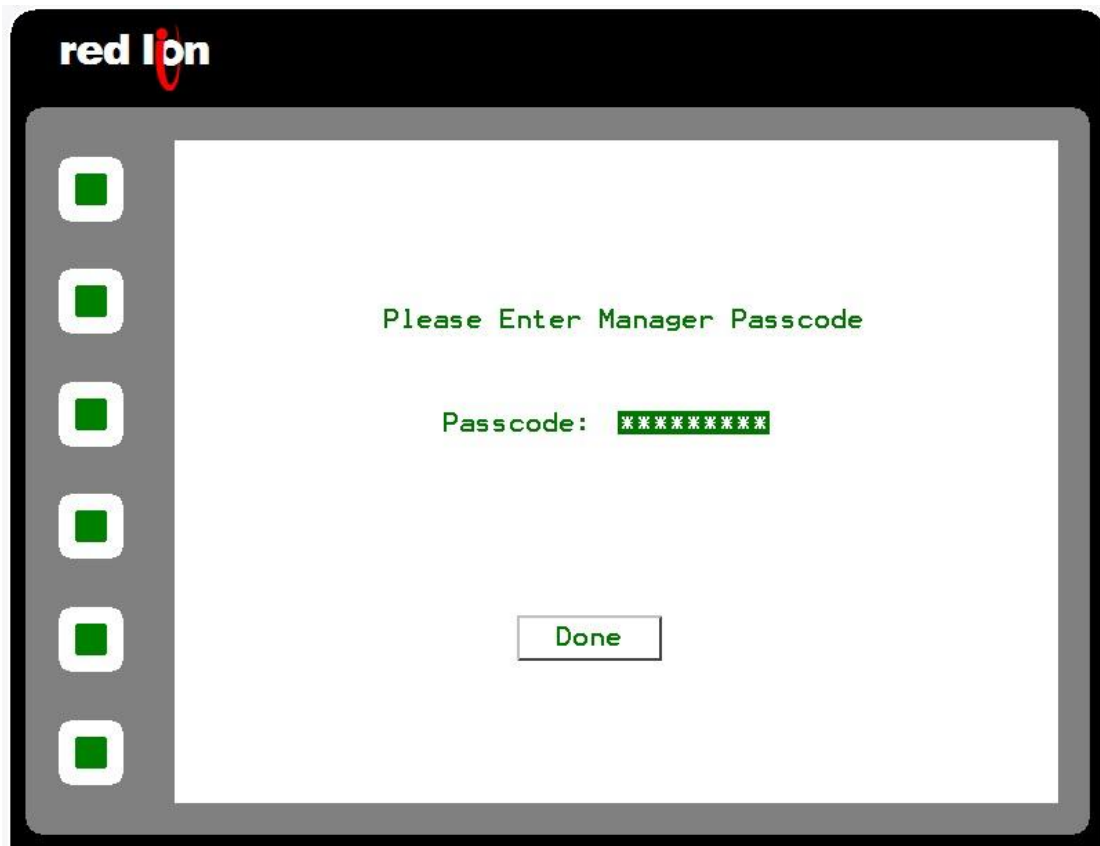 red lion
Please Enter Manager Passcode
Passcode: *********
Done